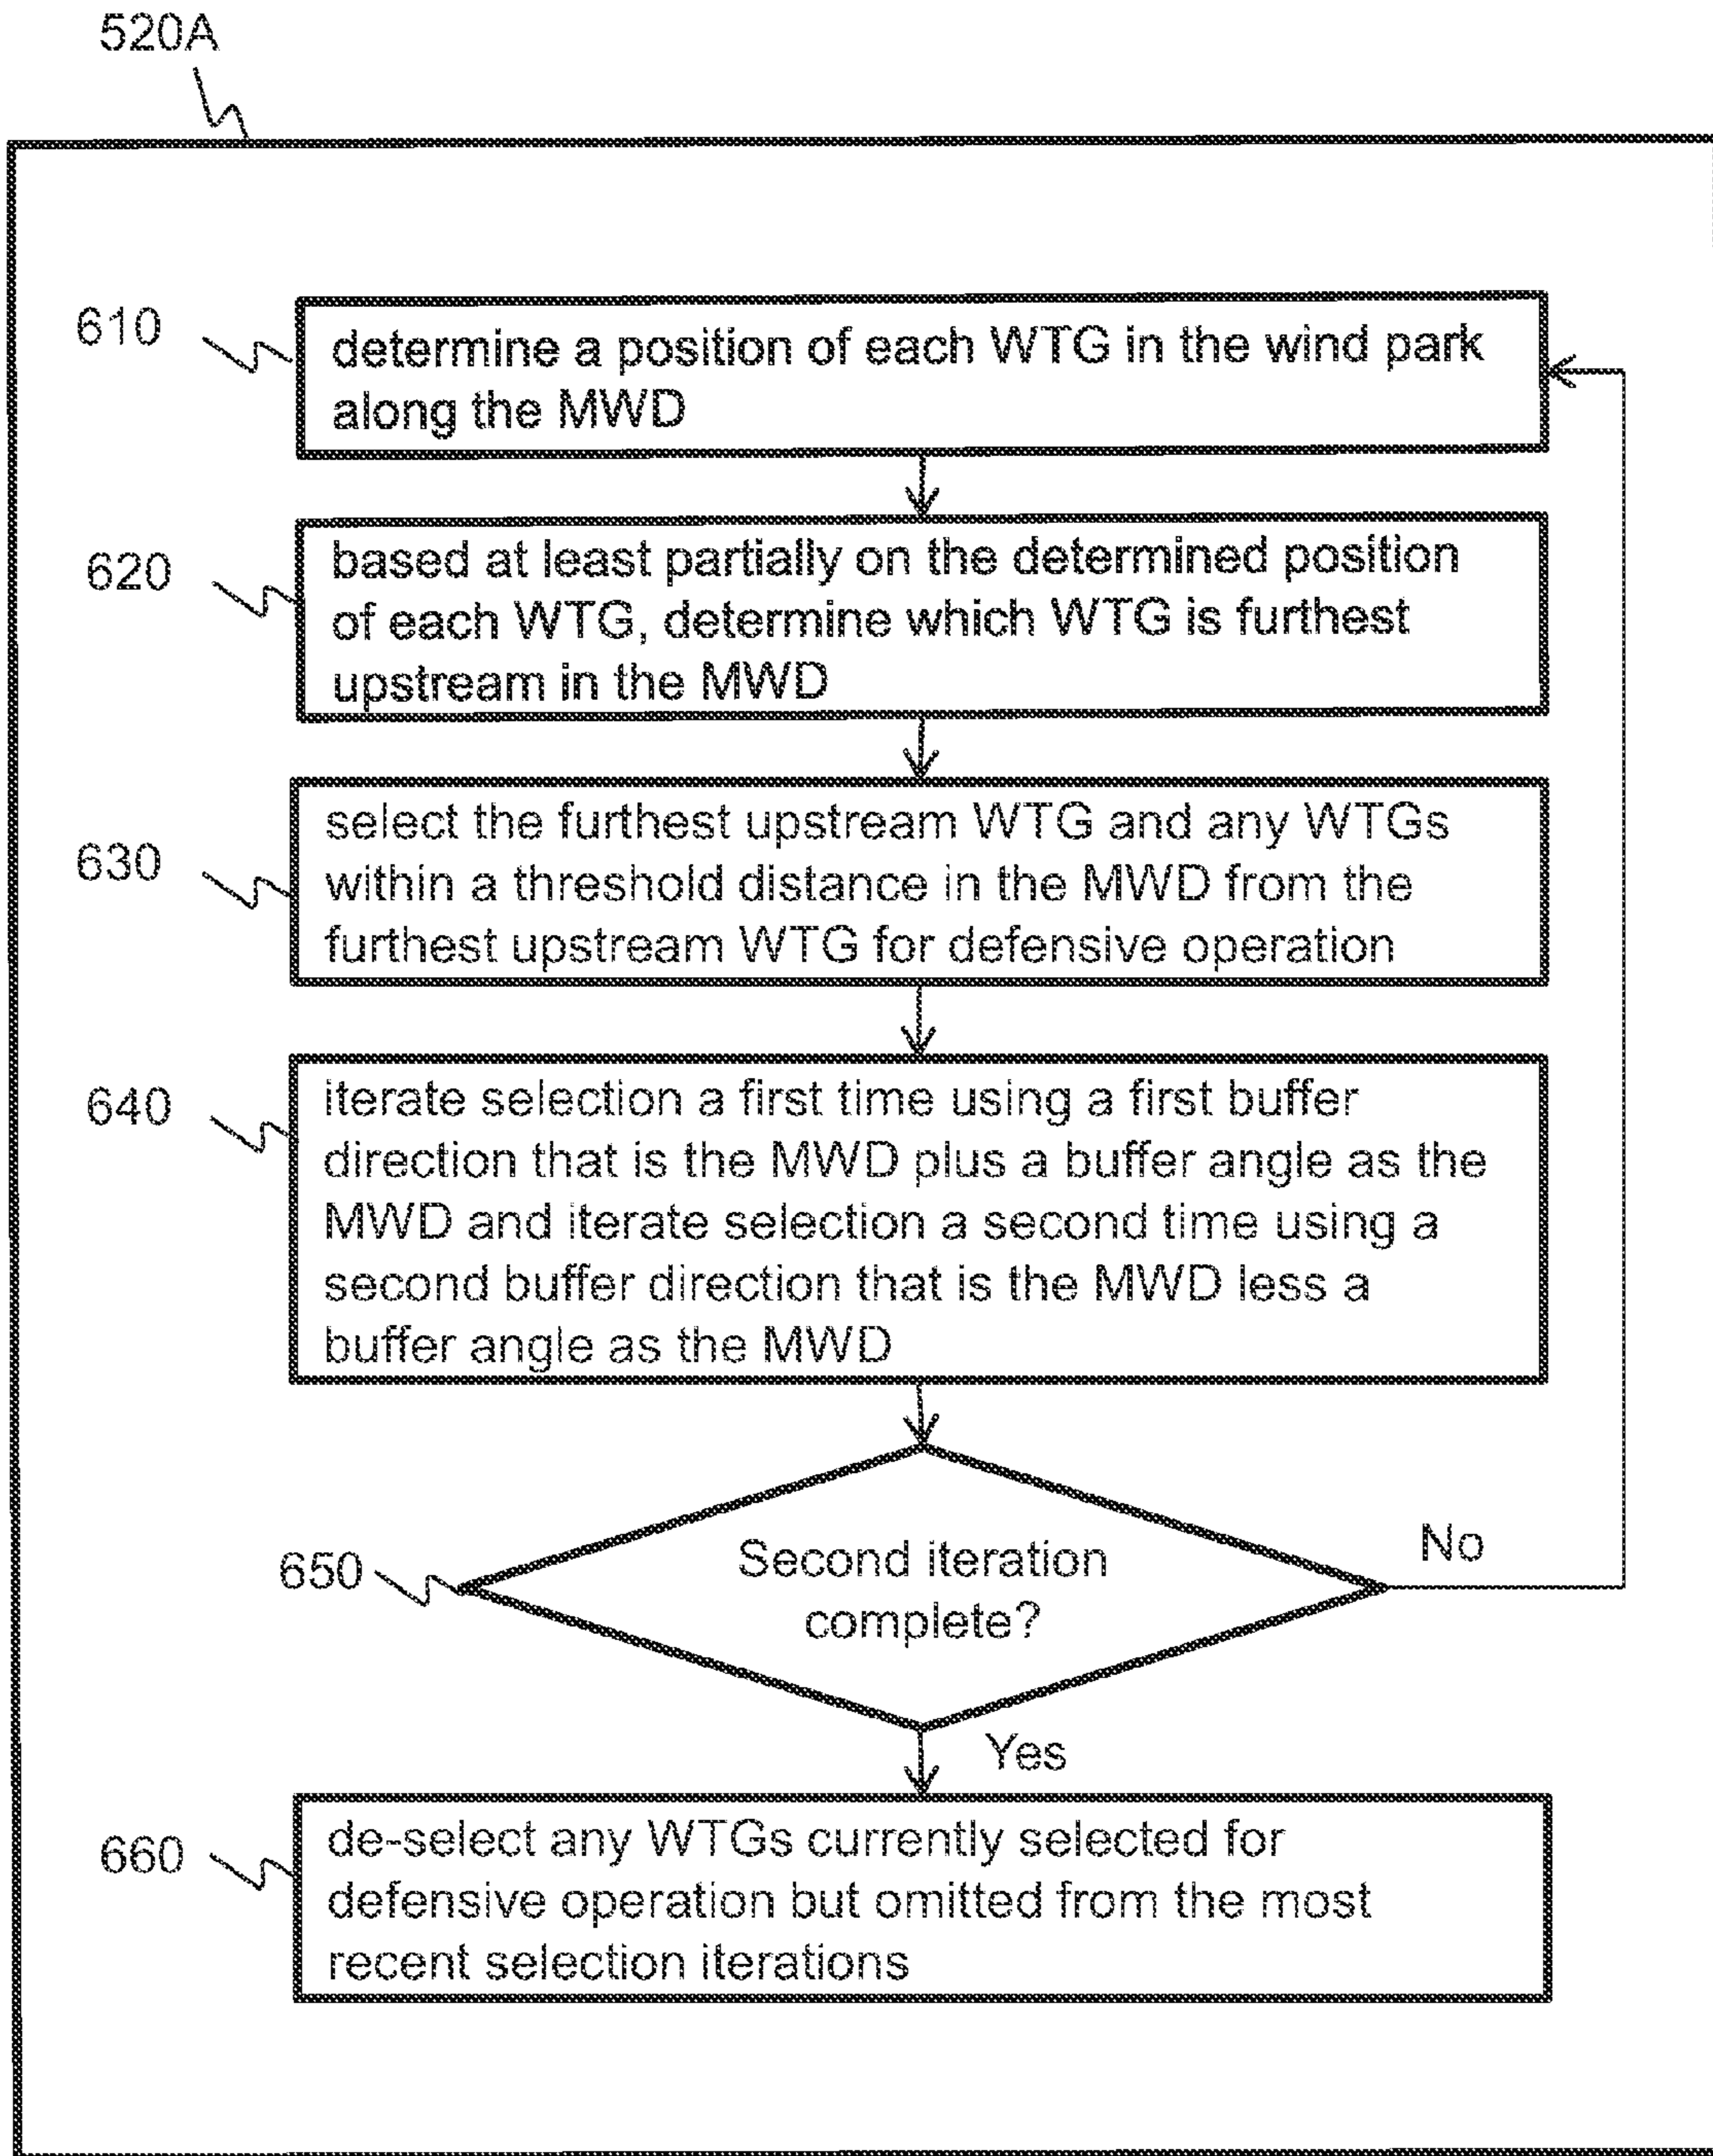 520A
610
determine a position of each WTG in the wind park
along the MWD
620
based at least partially on the determined position
of each WTG, determine which WTG is furthest
upstream in the MWD
630
select the furthest upstream WTG and any WTGs
within a threshold distance in the MWD from the
furthest upstream WTG for defensive operation
640
iterate selection a first time using a first buffer
direction that is the MWD plus a buffer angle as the
MWD and iterate selection a second time using a
second buffer direction that is the MWD less a
buffer angle as the MWD
650
Second iteration
complete?
No
Yes
660
de-select any WTGs currently selected for
defensive operation but omitted from the most
recent selection iterations